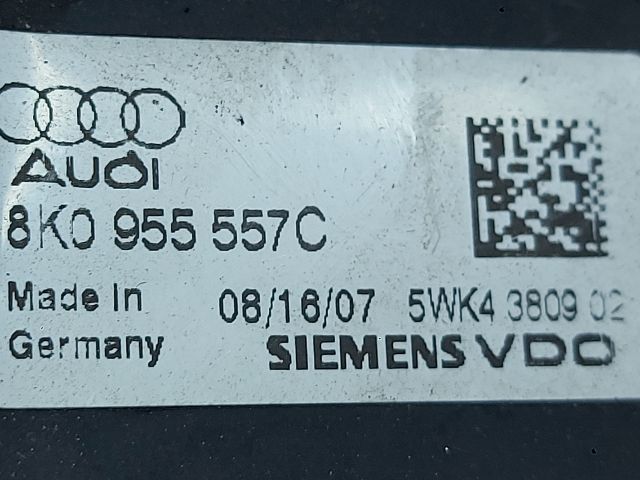 AUDI
8K0 955 557C
Made In
Germany
08/16/07 5WK4 3809 02
SIEMENS VDO